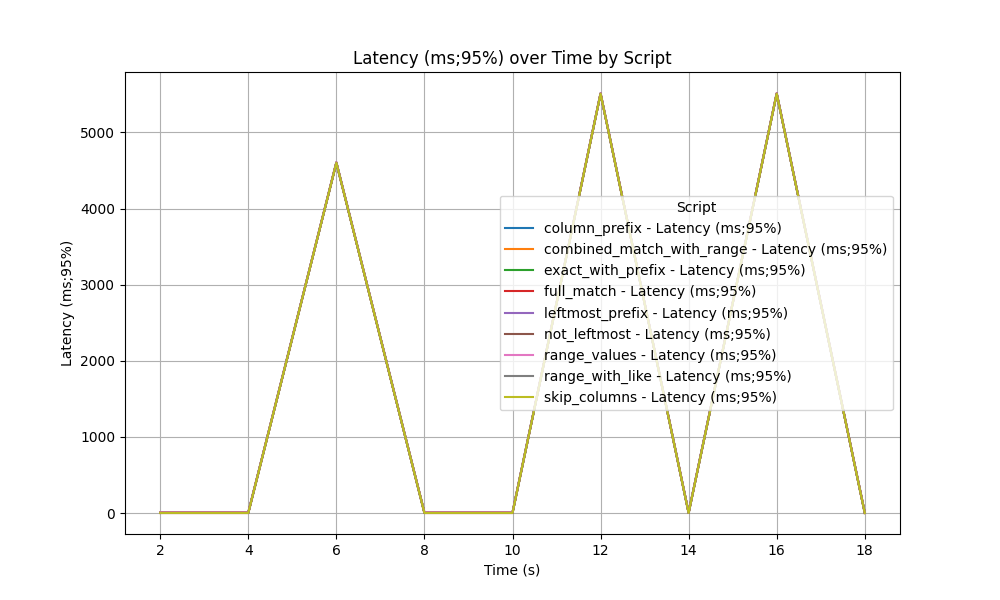 Latency (ms;95%) over Time by Script
Latency (ms;95%)
5000
4000
3000
2000
1000
0
Script
column_prefix - Latency (ms;95%)
combined_match_with_range - Latency (ms;95%)
exact_with_prefix - Latency (ms;95%)
full_match - Latency (ms;95%)
leftmost_prefix - Latency (ms;95%)
not_leftmost - Latency (ms;95%)
range_values - Latency (ms;95%)
range_with_like - Latency (ms;95%)
skip_columns - Latency (ms;95%)
2 4 6 8 10 12 14 16 18
Time (s)